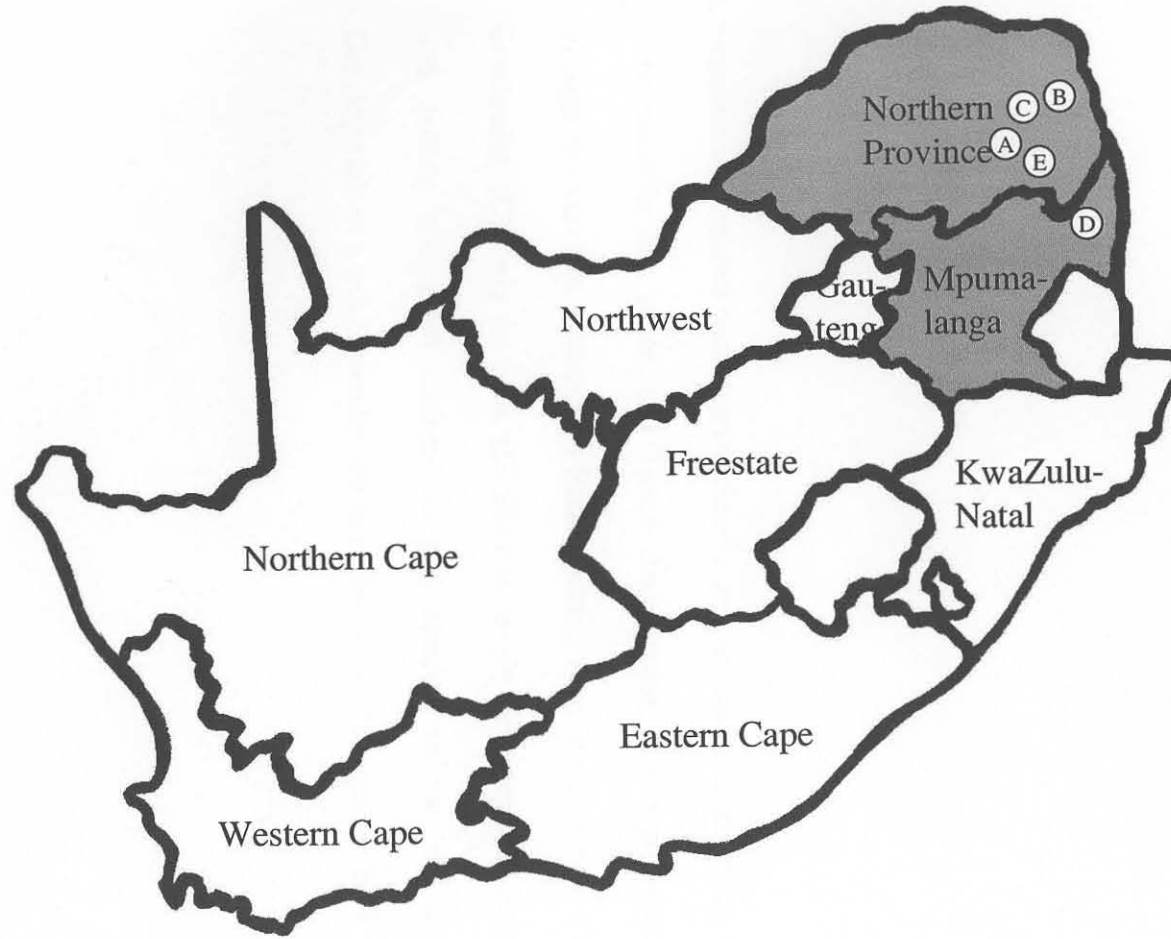 Northern
Province
C
B
A
E
D
Mpuma-
langa
Gau-
teng
Northwest
Freestate
KwaZulu-
Natal
Northern Cape
Eastern Cape
Western Cape